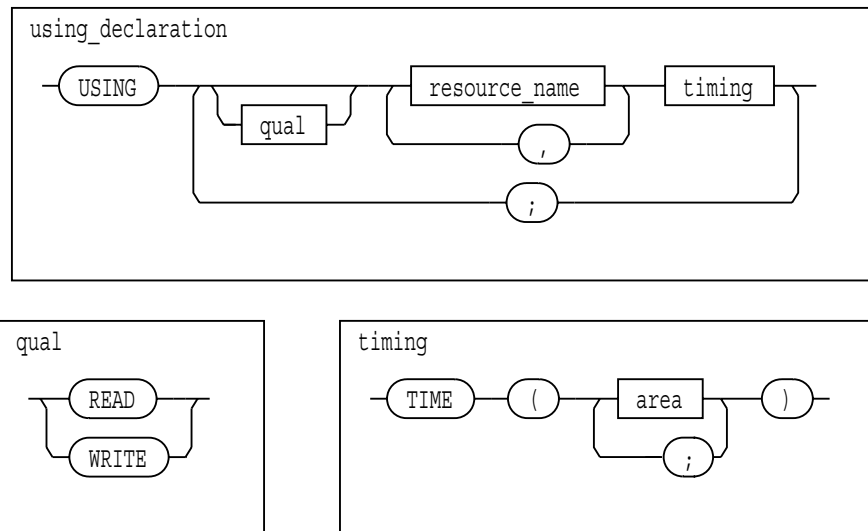 using_declaration
USING resource_name timing
qual
,
;
qual timing
READ TIME ( area )
WRITE ;